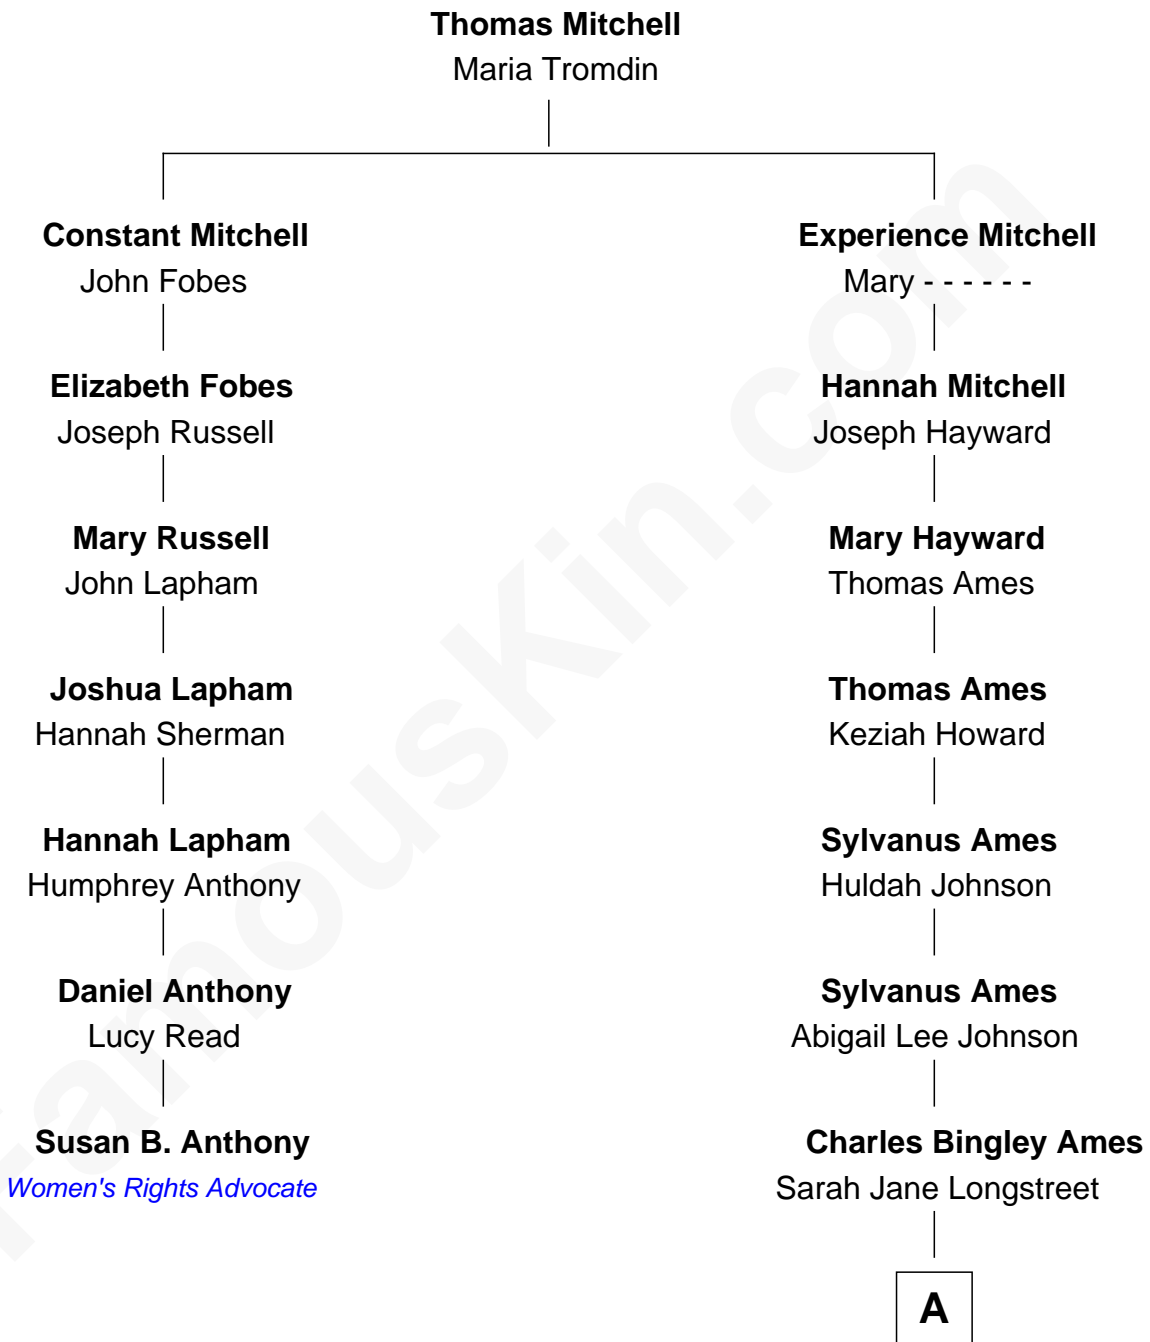 Thomas Mitchell
Maria Tromdin
Constant Mitchell
John Fobes
Experience Mitchell
Mary - - - - - -
Elizabeth Fobes
Joseph Russell
Hannah Mitchell
Joseph Hayward
Mary Russell
John Lapham
Mary Hayward
Thomas Ames
Joshua Lapham
Hannah Sherman
Thomas Ames
Keziah Howard
Hannah Lapham
Humphrey Anthony
Sylvanus Ames
Huldah Johnson
Daniel Anthony
Lucy Read
Sylvanus Ames
Abigail Lee Johnson
Susan B. Anthony
Women's Rights Advocate
Charles Bingley Ames
Sarah Jane Longstreet
A
FamousKin.com